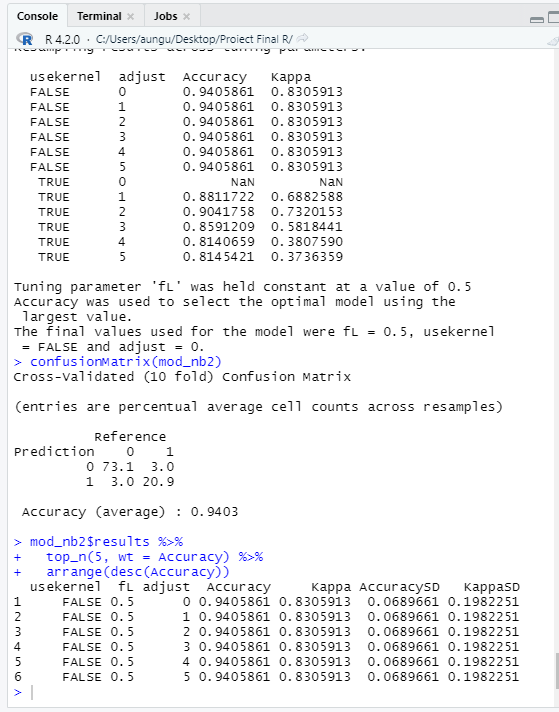 Console Terminal × Jobs ×
R 4.2.0 · C:/Users/aungu/Desktop/Project Final R/
Resampling results across tuning parameters:
usekernel adjust Accuracy Kappa
FALSE 0 0.9405861 0.8305913
FALSE 1 0.9405861 0.8305913
FALSE 2 0.9405861 0.8305913
FALSE 3 0.9405861 0.8305913
FALSE 4 0.9405861 0.8305913
FALSE 5 0.9405861 0.8305913
TRUE 0 NaN NaN
TRUE 1 0.8811722 0.6882588
TRUE 2 0.9041758 0.7320153
TRUE 3 0.8591209 0.5818441
TRUE 4 0.8140659 0.3807590
TRUE 5 0.8145421 0.3736359
Tuning parameter 'fL' was held constant at a value of 0.5
Accuracy was used to select the optimal model using the
largest value.
The final values used for the model were fL = 0.5, usekernel
= FALSE and adjust = 0.
> confusionMatrix(mod_nb2)
Cross-Validated (10 fold) Confusion Matrix
(entries are percentual average cell counts across resamples)
Reference
Prediction 0 1
0 73.1 3.0
1 3.0 20.9
Accuracy (average) : 0.9403
> mod_nb2$results %>%
+ top_n(5, wt = Accuracy) %>%
+ arrange(desc(Accuracy))
usekernel fL adjust Accuracy Kappa AccuracySD KappaSD
1 FALSE 0.5 0 0.9405861 0.8305913 0.0689661 0.1982251
2 FALSE 0.5 1 0.9405861 0.8305913 0.0689661 0.1982251
3 FALSE 0.5 2 0.9405861 0.8305913 0.0689661 0.1982251
4 FALSE 0.5 3 0.9405861 0.8305913 0.0689661 0.1982251
5 FALSE 0.5 4 0.9405861 0.8305913 0.0689661 0.1982251
6 FALSE 0.5 5 0.9405861 0.8305913 0.0689661 0.1982251
>